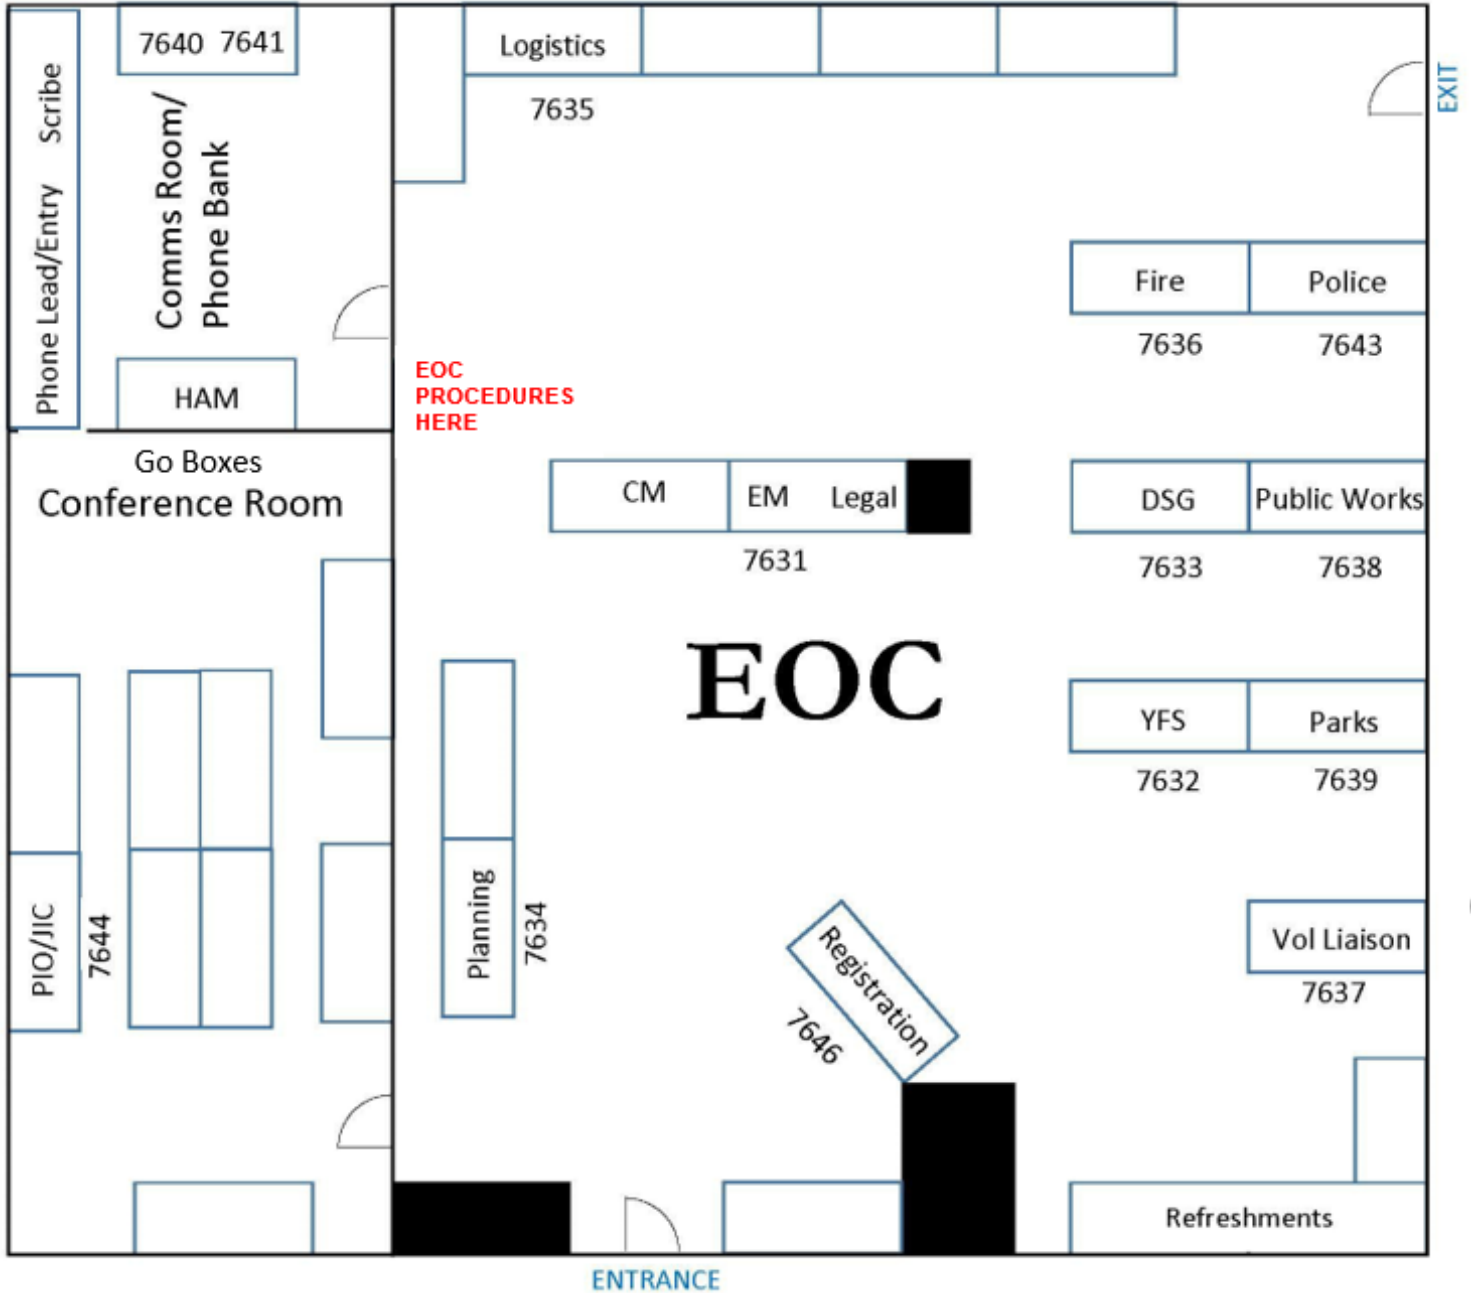 7640 7641
Scribe
Phone Lead/Entry
Comms Room/
Phone Bank
HAM
Go Boxes
Conference Room
PIO/JIC
7644
Logistics
7635
EXIT
Fire
Police
7636
7643
EOC
PROCEDURES
HERE
CM
EM
Legal
7631
DSG
Public Works
7633
7638
EOC
YFS
Parks
7632
7639
Planning
7634
Registration
7646
Vol Liaison
7637
Refreshments
ENTRANCE